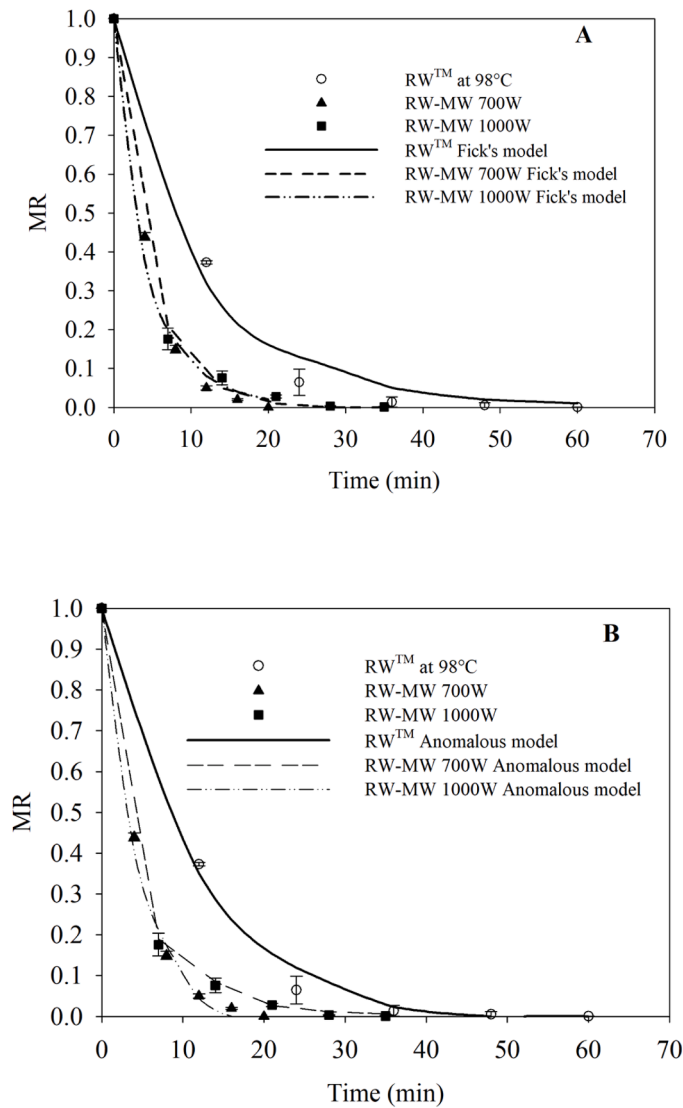 A
RW™ at 98°C
RW-MW 700W
RW-MW 1000W
RW™ Fick's model
RW-MW 700W Fick's model
RW-MW 1000W Fick's model
MR
1.0
0.9
0.8
0.7
0.6
0.5
0.4
0.3
0.2
0.1
0.0
0 10 20 30 40 50 60 70
Time (min)
B
RW™ at 98°C
RW-MW 700W
RW-MW 1000W
RW™ Anomalous model
RW-MW 700W Anomalous model
RW-MW 1000W Anomalous model
MR
1.0
0.9
0.8
0.7
0.6
0.5
0.4
0.3
0.2
0.1
0.0
0 10 20 30 40 50 60 70
Time (min)